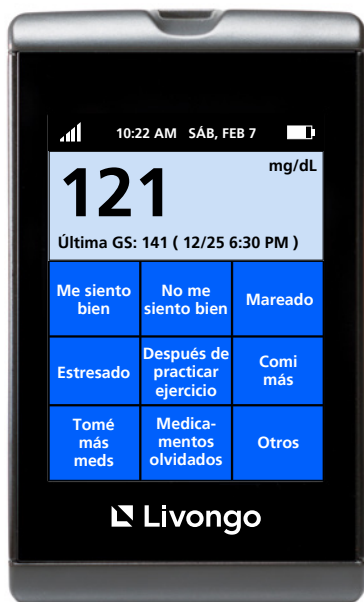 10:22 AM SÁB, FEB 7
mg/dL
121
Última GS: 141 ( 12/25 6:30 PM )
Me siento
bien
No me
siento bien
Mareado
Estresado
Después de
practicar
ejercicio
Comi
más
Tomé
más
meds
Medica-
mentos
olvidados
Otros
Livongo